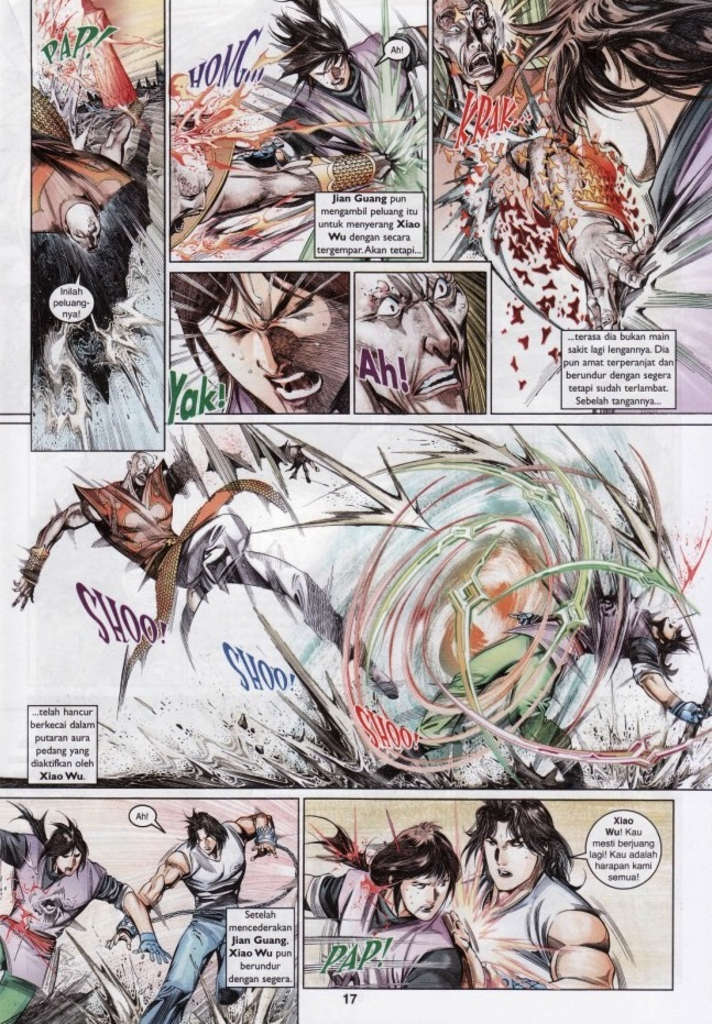 PAP!
Inilah
peluang-
nya!
HONG...
Ah!
Jian Guang pun
mengambil peluang itu
untuk menyerang Xiao
Wu dengan secara
tergempar. Akan tetapi...
KRAK...
...terasa dia bukan main
sakit lagi lengannya. Dia
pun amat terperanjat dan
berundur dengan segera
tetapi sudah terlambat.
Sebelum tangannya...
Yak!
Ah!
SHOO!
SHOO!
SHOO!
...telah hancur
berkecai dalam
putaran aura
pedang yang
diaktifkan oleh
Xiao Wu.
Ah!
Setelah
mencederakan
Jian Guang,
Xiao Wu pun
berundur
dengan segera.
PAP!
Xiao
Wu! Kau
mesti berjuang
lagi! Kau adalah
harapan kami
semua!
17